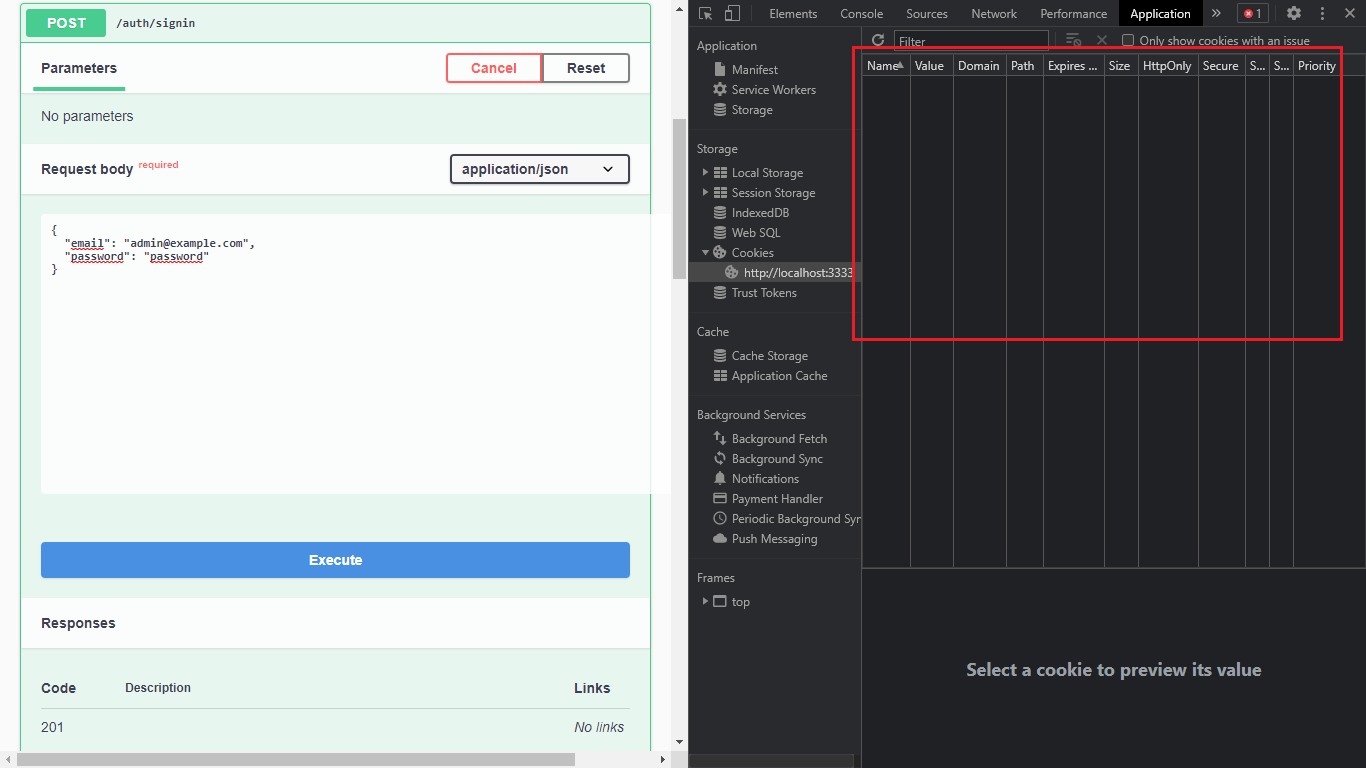 POST /auth/signin
Parameters
Cancel Reset
No parameters
Request body required
application/json
{
"email": "admin@example.com",
"password": "password"
}
Execute
Responses
Code Description Links
201 No links
Elements Console Sources Network Performance Application » 1
Filter Only show cookies with an issue
Application
Manifest
Service Workers
Storage
Storage
Local Storage
Session Storage
IndexedDB
Web SQL
Cookies
http://localhost:3333
Trust Tokens
Cache
Cache Storage
Application Cache
Background Services
Background Fetch
Background Sync
Notifications
Payment Handler
Periodic Background Syn
Push Messaging
Frames
top
Name Value Domain Path Expires ... Size HttpOnly Secure S... S... Priority
Select a cookie to preview its value